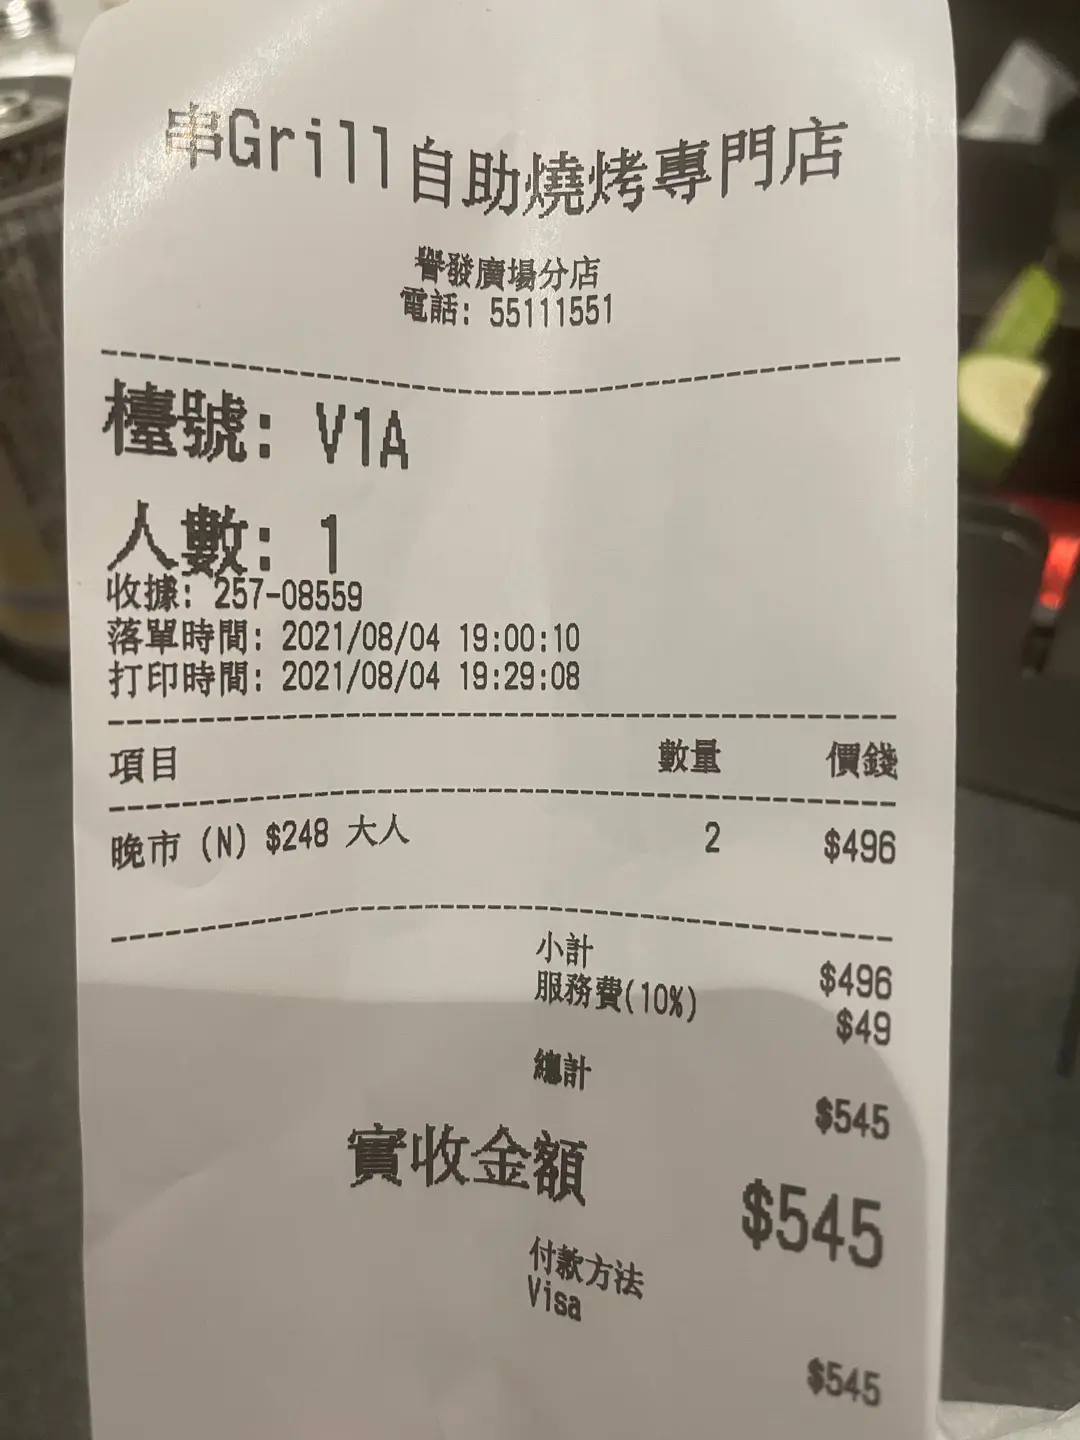 串Grill自助燒烤專門店
譽發廣場分店
電話: 55111551
檯號: V1A
人數: 1
收據: 257-08559
落單時間: 2021/08/04 19:00:10
打印時間: 2021/08/04 19:29:08
項目 數量 價錢
晚市 (N) $248 大人 2 $496
小計 $496
服務費(10%) $49
總計 $545
實收金額 $545
付款方法
Visa $545